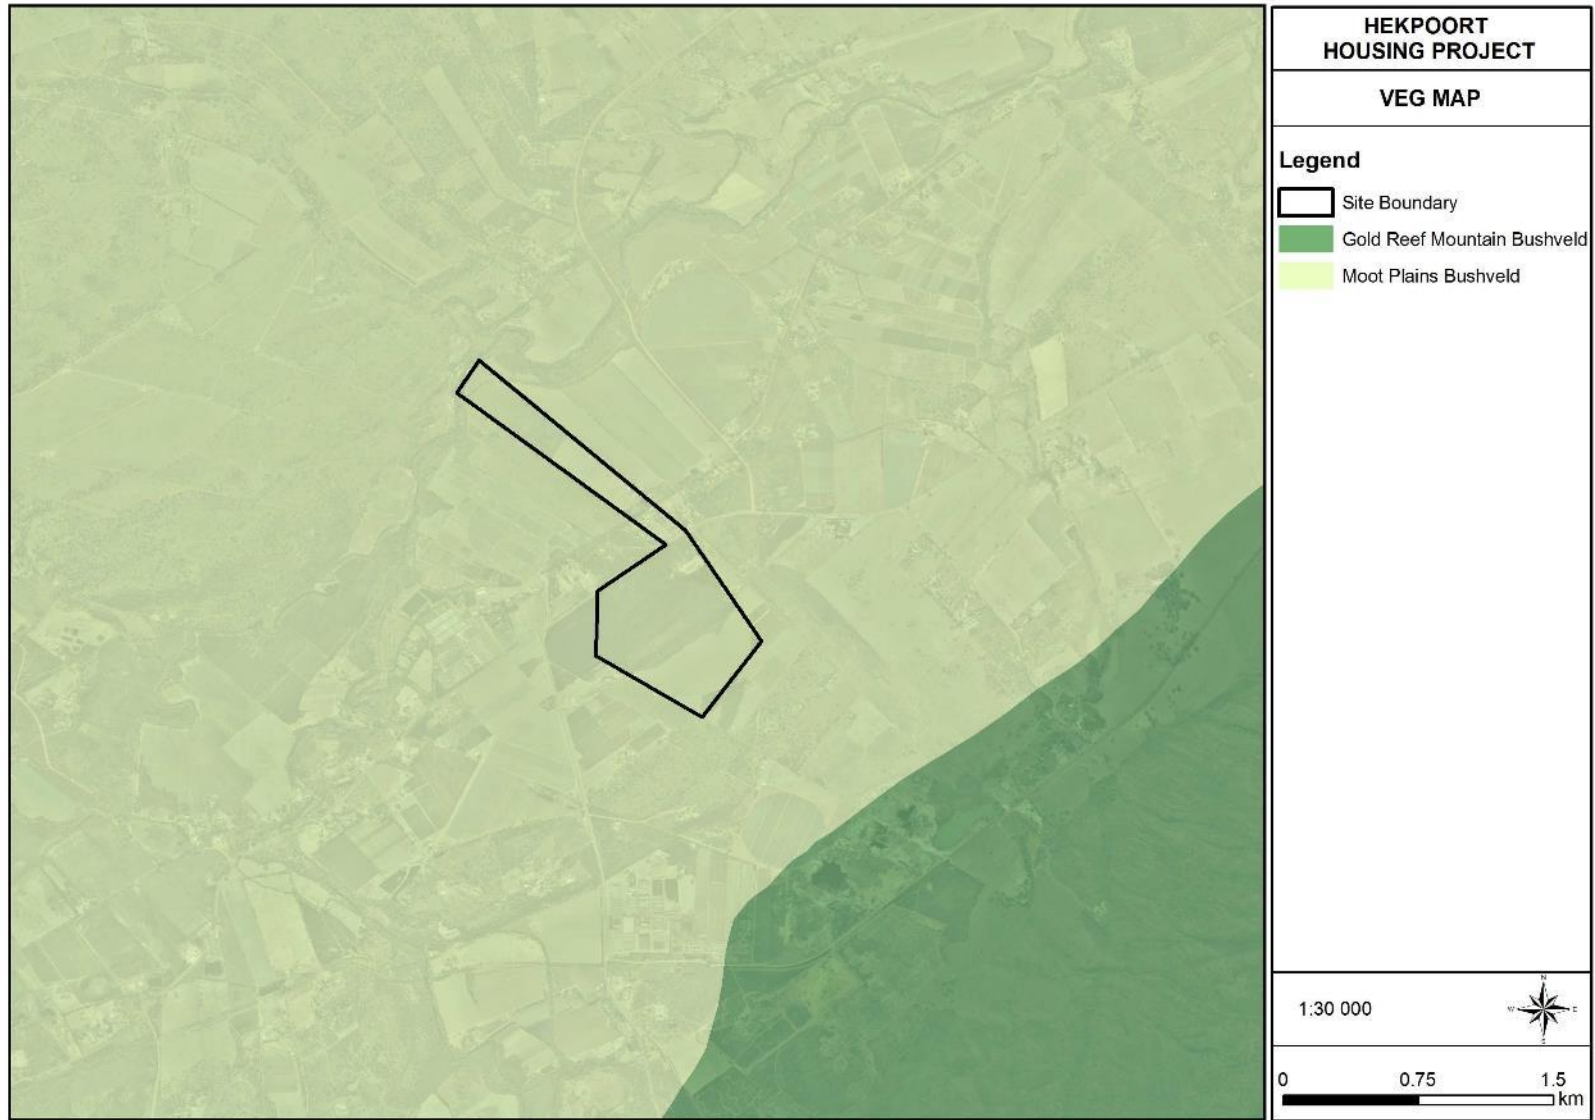 HEKPOORT
HOUSING PROJECT
VEG MAP
Legend
Site Boundary
Gold Reef Mountain Bushveld
Moot Plains Bushveld
1:30 000
N
W E
S
0 0.75 1.5
km